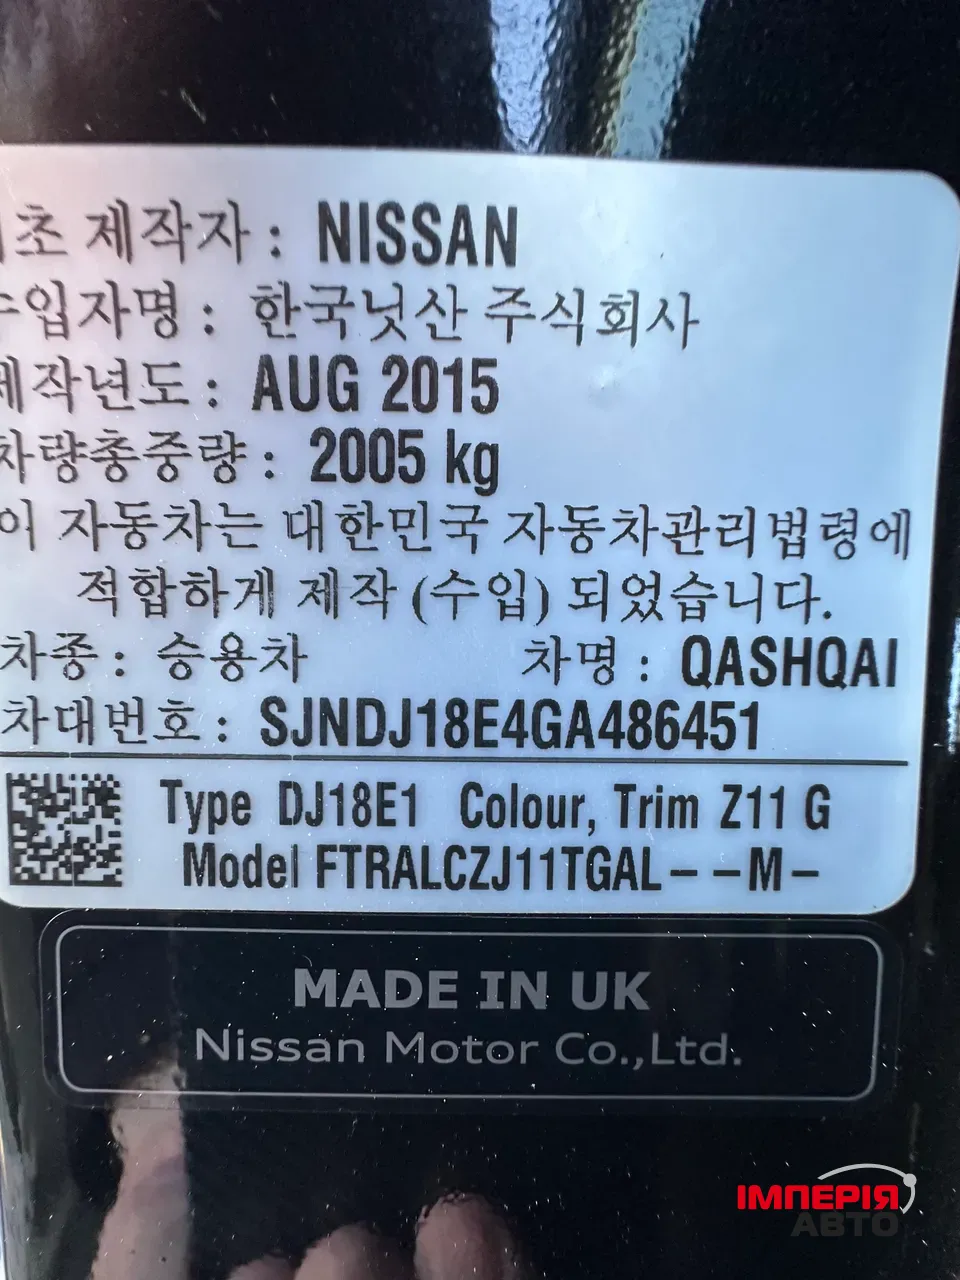 초 제작자 : NISSAN
수입자명 : 한국닛산 주식회사
제작년도 : AUG 2015
차량총중량 : 2005 kg
이 자동차는 대한민국 자동차관리법령에
적합하게 제작 (수입) 되었습니다.
차종 : 승용차 차명 : QASHQAI
차대번호 : SJNDJ18E4GA486451
Type DJ18E1 Colour, Trim Z11 G
Model FTRALCZJ11TGAL - - M -
MADE IN UK
Nissan Motor Co.,Ltd.
ІМПЕРІЯ
АВТО